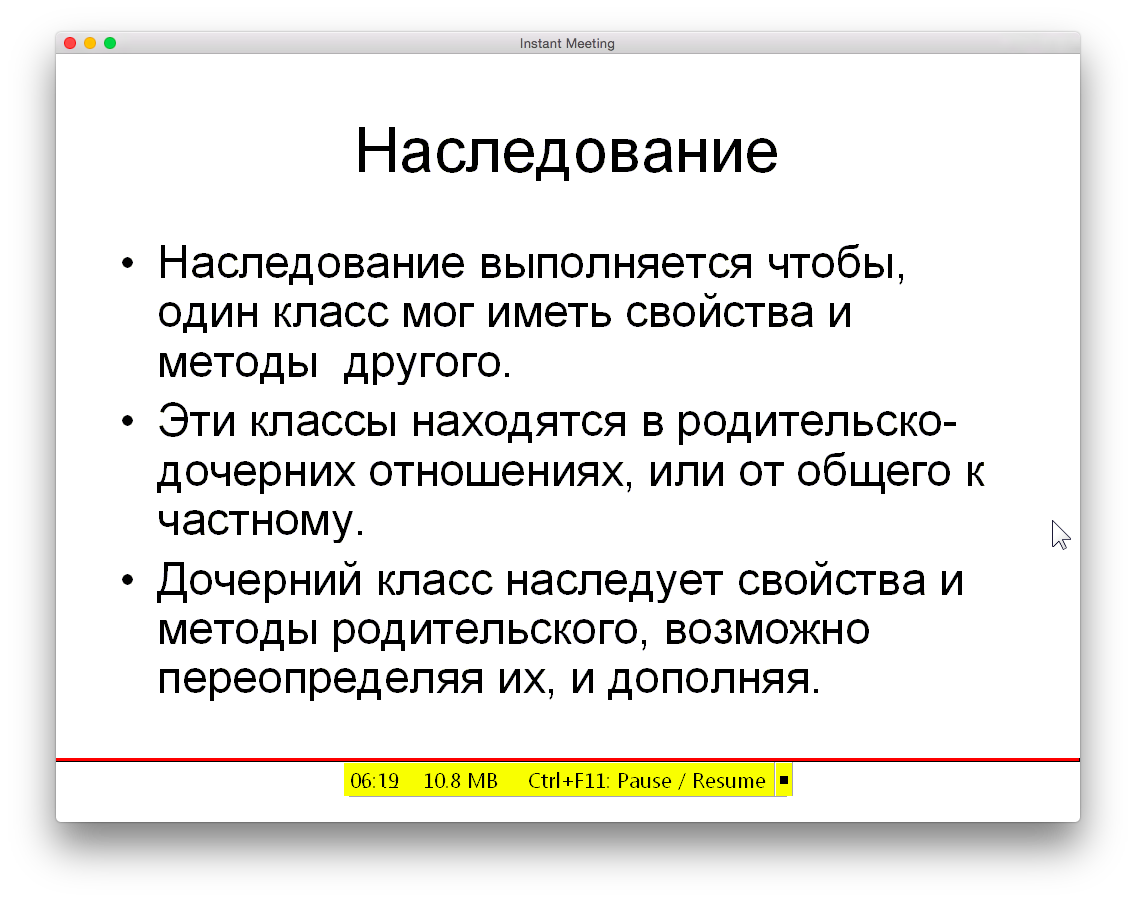 Instant Meeting
Наследование
• Наследование выполняется чтобы,
один класс мог иметь свойства и
методы  другого.
• Эти классы находятся в родительско-
дочерних отношениях, или от общего к
частному.
• Дочерний класс наследует свойства и
методы родительского, возможно
переопределяя их, и дополняя.
06:19 10.8 MB Ctrl+F11: Pause / Resume